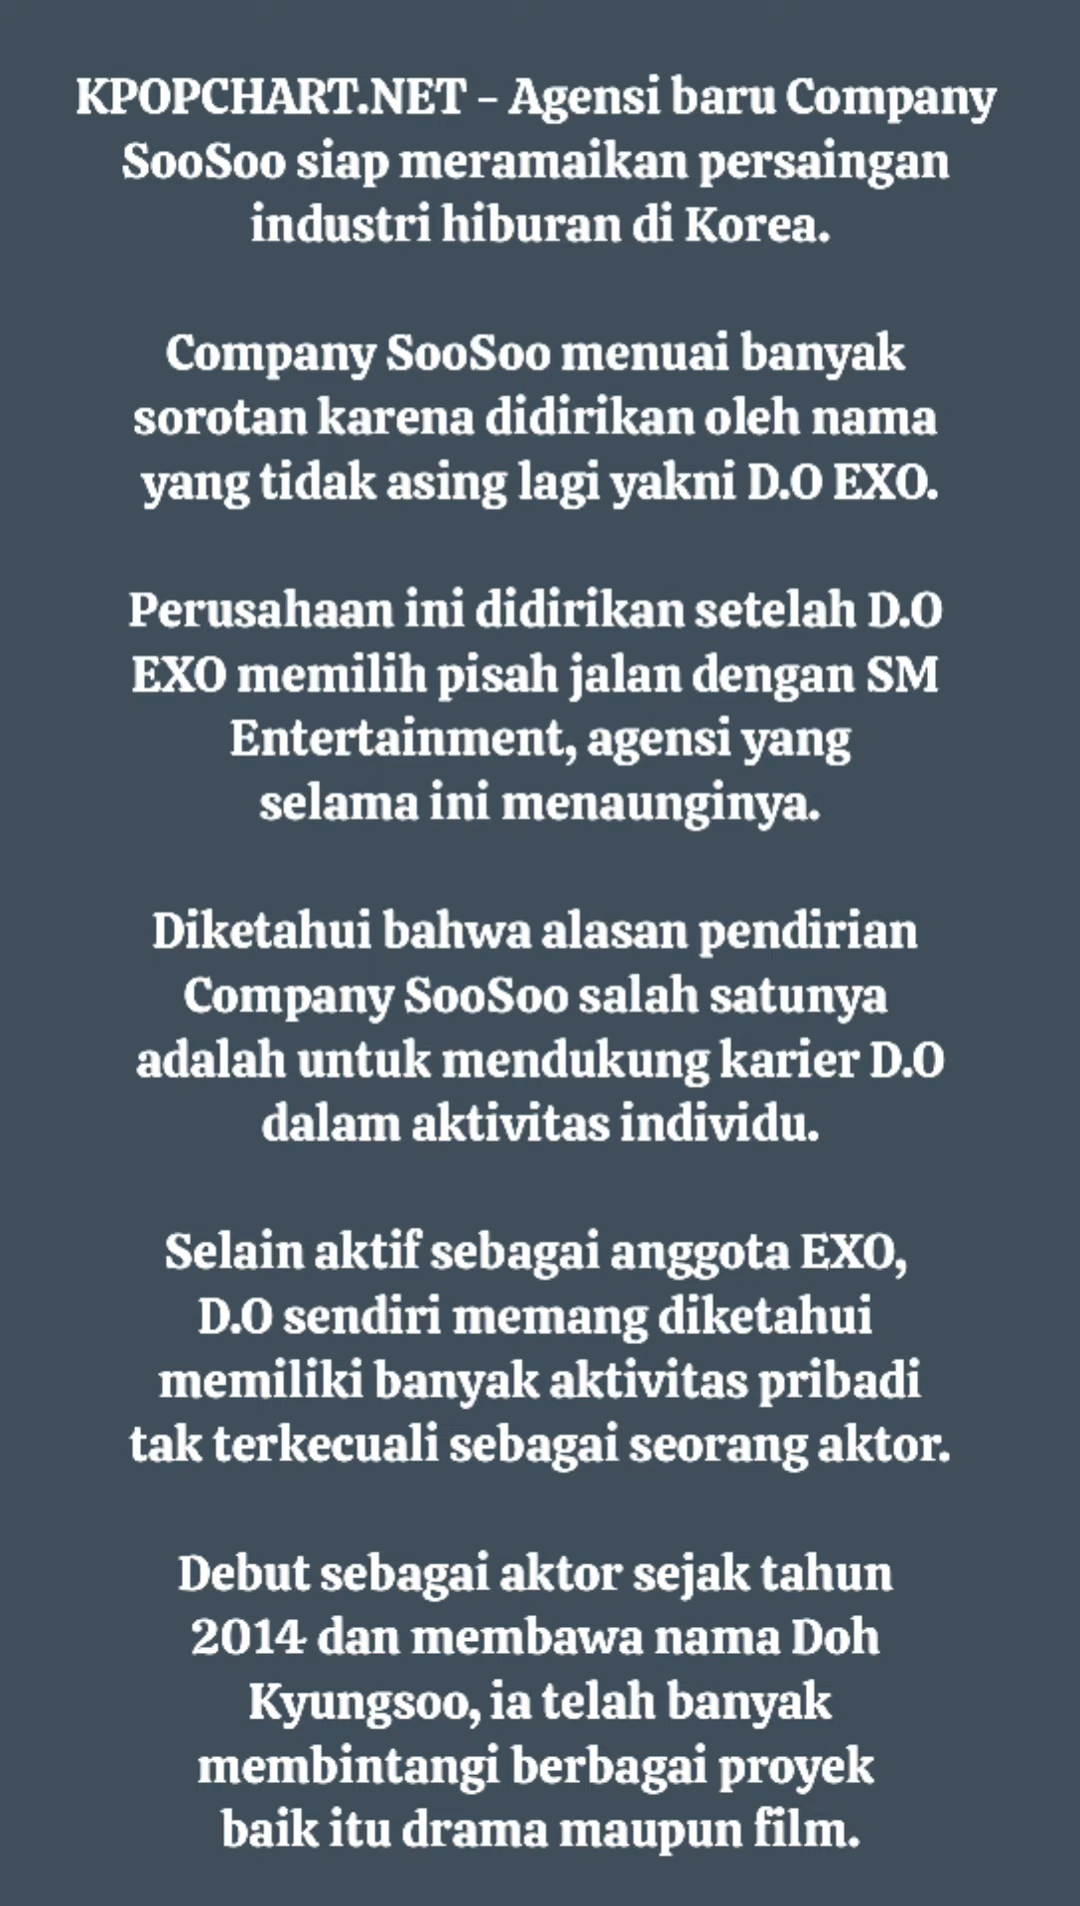 KPOPCHART.NET - Agensi baru Company
SooSoo siap meramaikan persaingan
industri hiburan di Korea.
Company SooSoo menuai banyak
sorotan karena didirikan oleh nama
yang tidak asing lagi yakni D.O EXO.
Perusahaan ini didirikan setelah D.O
EXO memilih pisah jalan dengan SM
Entertainment, agensi yang
selama ini menaunginya.
Diketahui bahwa alasan pendirian
Company SooSoo salah satunya
adalah untuk mendukung karier D.O
dalam aktivitas individu.
Selain aktif sebagai anggota EXO,
D.O sendiri memang diketahui
memiliki banyak aktivitas pribadi
tak terkecuali sebagai seorang aktor.
Debut sebagai aktor sejak tahun
2014 dan membawa nama Doh
Kyungsoo, ia telah banyak
membintangi berbagai proyek
baik itu drama maupun film.